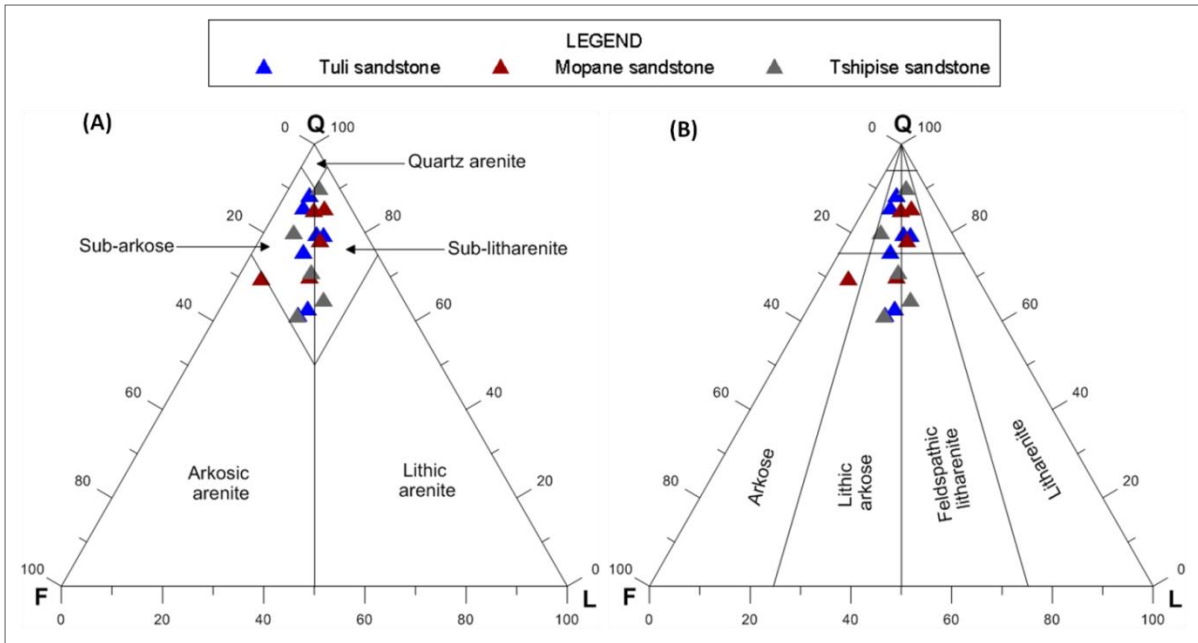 LEGEND
Tuli sandstone Mopane sandstone Tshipise sandstone
(A)
0 Q 100
Quartz arenite
20 80
Sub-arkose Sub-litharenite
40 60
60 40
Arkosic
arenite
Lithic
arenite
80 20
100 0
F L
0 20 40 60 80 100
(B)
0 Q 100
20 80
40 60
60 40
Arkose
Lithic
arkose
Feldspathic
litharenite
Litharenite
80 20
100 0
F L
0 20 40 60 80 100